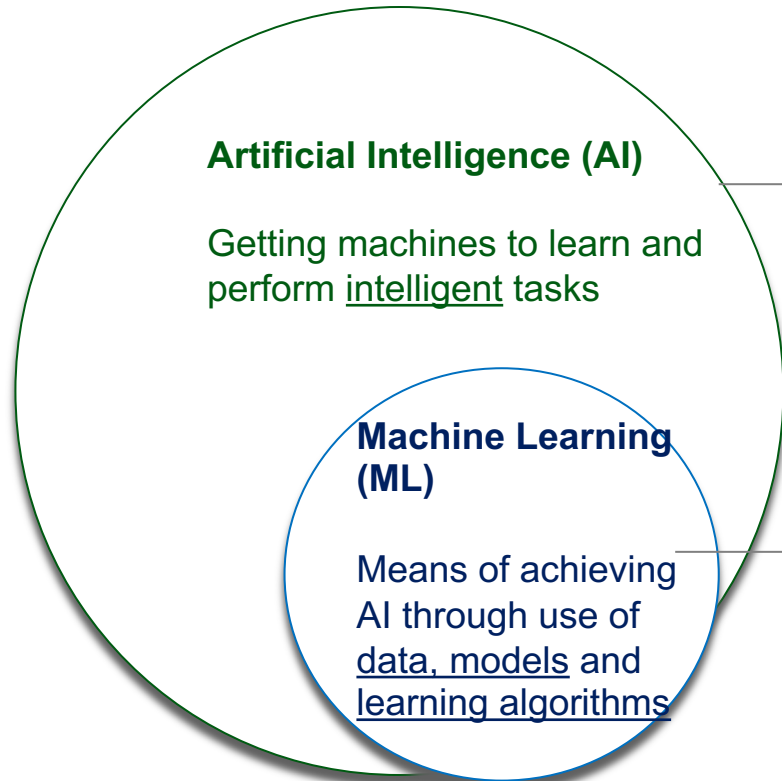 Artificial Intelligence (AI)
Getting machines to learn and
perform intelligent tasks
Machine Learning
(ML)
Means of achieving
AI through use of
data, models and
learning algorithms